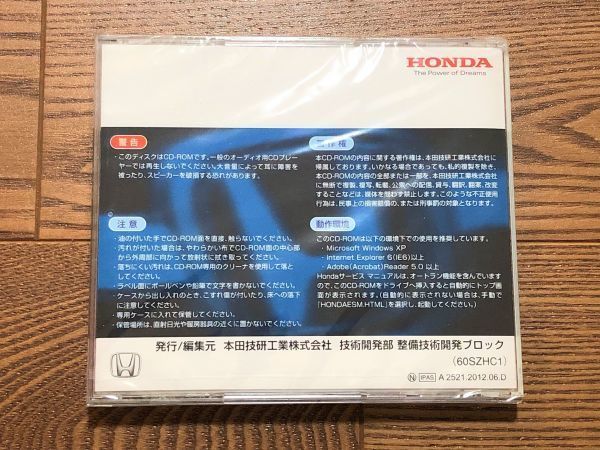 HONDA
The Power of Dreams
警告
・このディスクはCD-ROMです。一般のオーディオ用CDプレーヤーでは再生しないでください。大音量によって耳に障害を被ったり、スピーカーを破損する恐れがあります。
著作権
本CD-ROMの内容に関する著作権は、本田技研工業株式会社に帰属しております。いかなる場合であっても、私的複製を除き、本CD-ROMの内容の全部または一部を、本田技研工業株式会社に無断で複製、複写、転載、公衆への配信、貸与、翻訳、翻案、改変することなどは、媒体を問わず禁止します。このような不正使用行為は、民事上の損害賠償の、または刑事罰の対象となります。
注意
・油の付いた手でCD-ROM面を直接、触らないでください。
・汚れが付いた場合は、やわらかい布でCD-ROM面の中心部から外周部に向かって放射状に拭き取ってください。
・落ちにくい汚れは、CD-ROM専用のクリーナを使用して落としてください。
・ラベル面にボールペンや鉛筆で文字を書かないでください。
・ケースから出し入れのとき、こすれ傷が付いたり、床への落下に注意してください。
・専用ケースに入れて保管してください。
・保管場所は、直射日光や暖房器具の近くに置かないでください。
動作環境
このCD-ROMは以下の環境下での使用を推奨しています。
・Microsoft Windows XP
・Internet Explorer 6(IE6)以上
・Adobe(Acrobat)Reader 5.0 以上
Hondaサービス マニュアルは、オートラン機能を含んでいますので、このCD-ROMをドライブへ挿入すると自動的にトップ画面が表示されます。(自動的に表示されない場合は、手動で「HONDAESM.HTML」を選択し、起動してください。)
発行/編集元 本田技研工業株式会社 技術開発部 整備技術開発ブロック
(60SZHC1)
N IPAS A 2521.2012.06.D